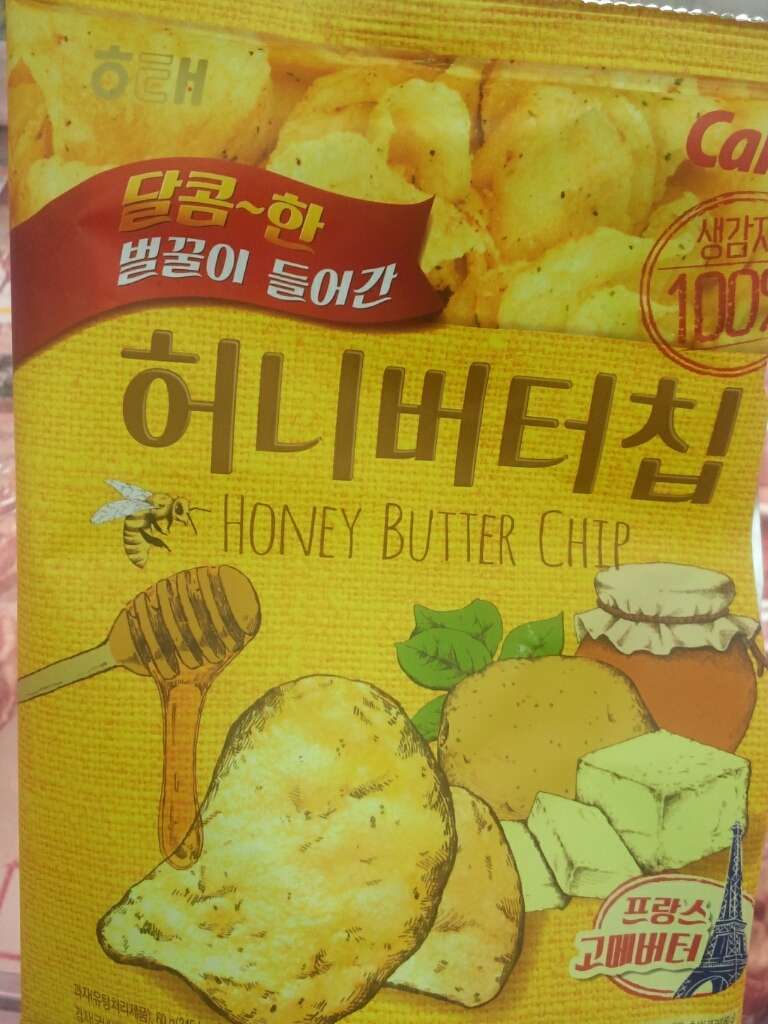 해태
달콤~한
벌꿀이 들어간
생감자
100%
허니버터칩
HONEY BUTTER CHIP
프랑스
고메버터